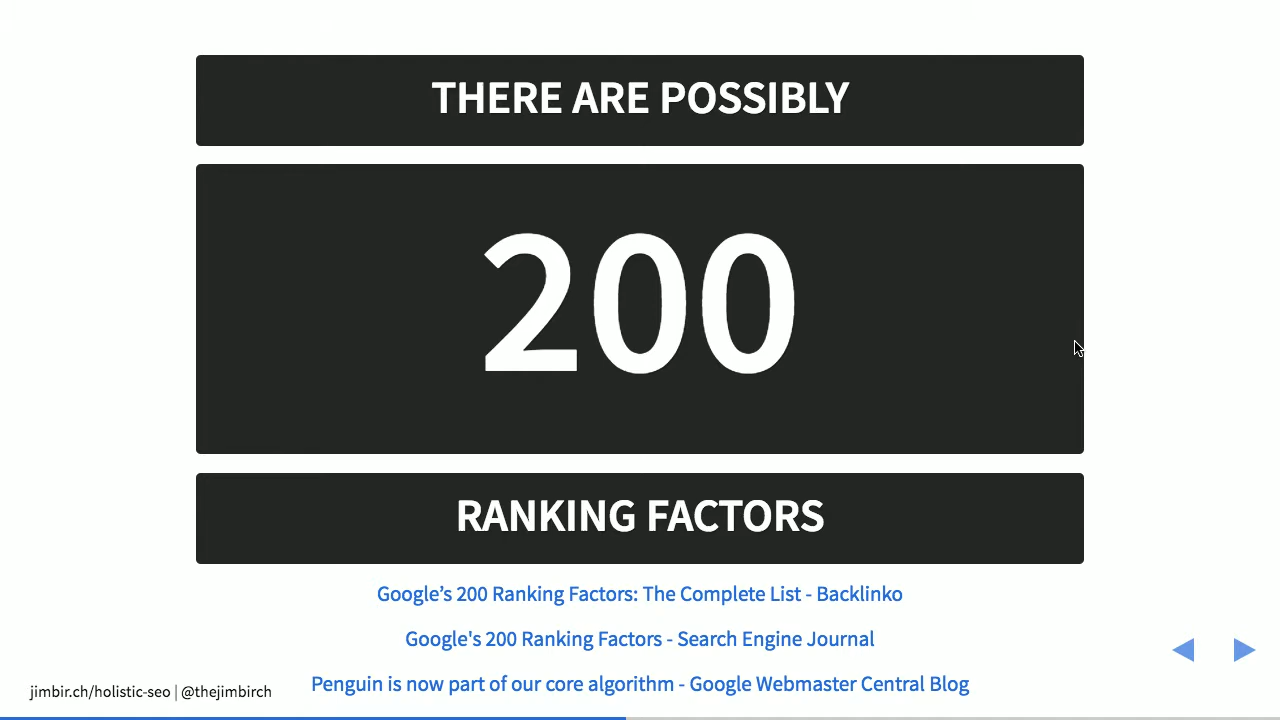 THERE ARE POSSIBLY
200
RANKING FACTORS
Google’s 200 Ranking Factors: The Complete List - Backlinko
Google's 200 Ranking Factors - Search Engine Journal
Penguin is now part of our core algorithm - Google Webmaster Central Blog
jimbir.ch/holistic-seo | @thejimbirch